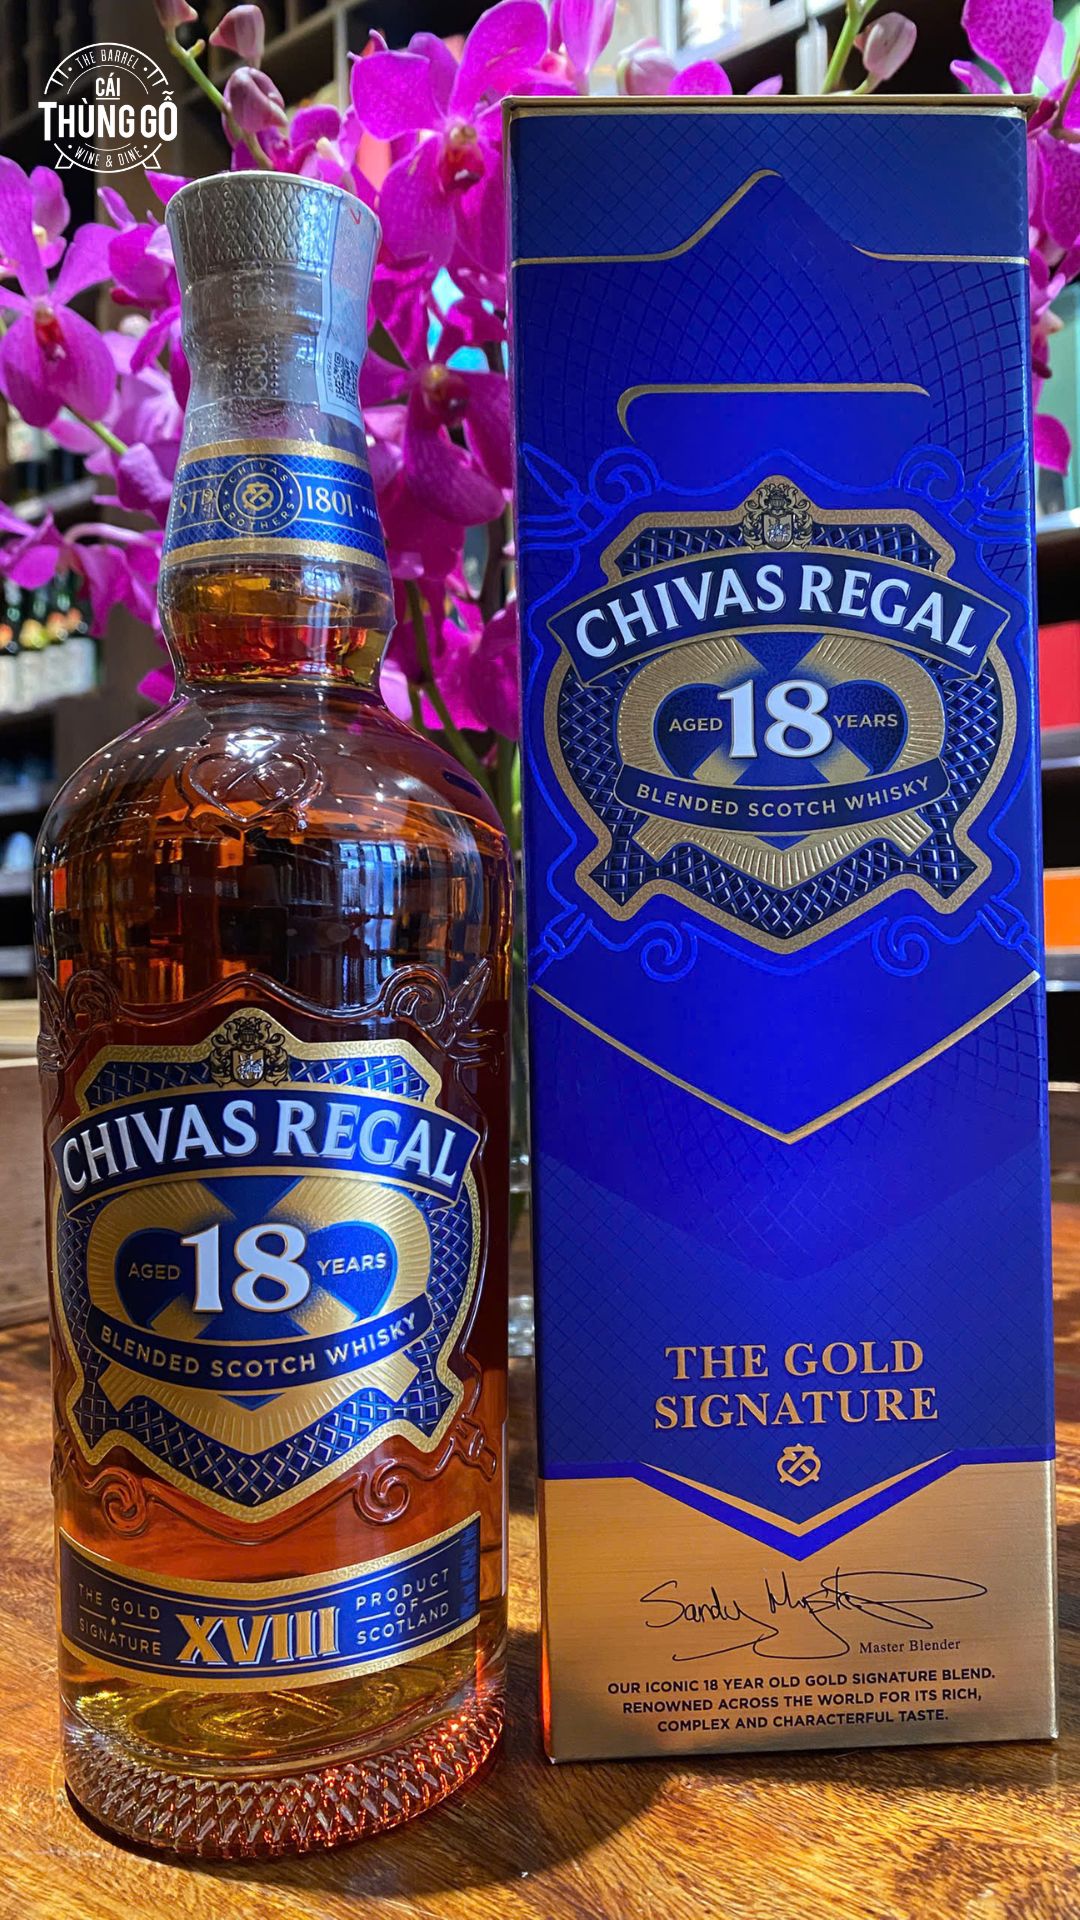 THE BARREL
CÁI
THÙNG GỖ
WINE & DINE
CHIVAS
BROTHERS
1801
CHIVAS REGAL
AGED 18 YEARS
BLENDED SCOTCH WHISKY
THE GOLD
SIGNATURE
XVIII
PRODUCT
OF
SCOTLAND
CHIVAS REGAL
AGED 18 YEARS
BLENDED SCOTCH WHISKY
THE GOLD
SIGNATURE
Master Blender
OUR ICONIC 18 YEAR OLD GOLD SIGNATURE BLEND.
RENOWNED ACROSS THE WORLD FOR ITS RICH,
COMPLEX AND CHARACTERFUL TASTE.